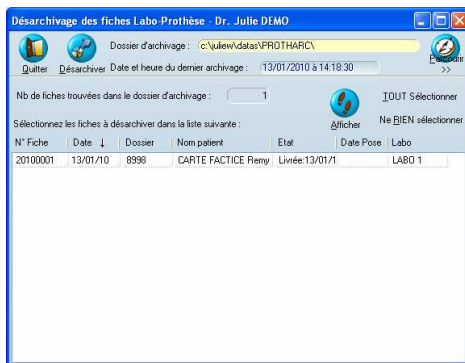 Désarchivage des fiches Labo-Prothèse - Dr. Julie DEMO
Dossier d'archivage : c:\juliew\datas\PROTHARC\
Parcourir >>
Quitter Désarchiver Date et heure du dernier archivage : 13/01/2010 à 14:18:30
Nb de fiches trouvées dans le dossier d'archivage : 1
TOUT Sélectionner
Sélectionnez les fiches à désarchiver dans la liste suivante :
Afficher
Ne RIEN sélectionner
N° Fiche Date ↓ Dossier Nom patient Etat Date Pose Labo
20100001 13/01/10 8998 CARTE FACTICE Remy Livrée:13/01/1 LABO 1